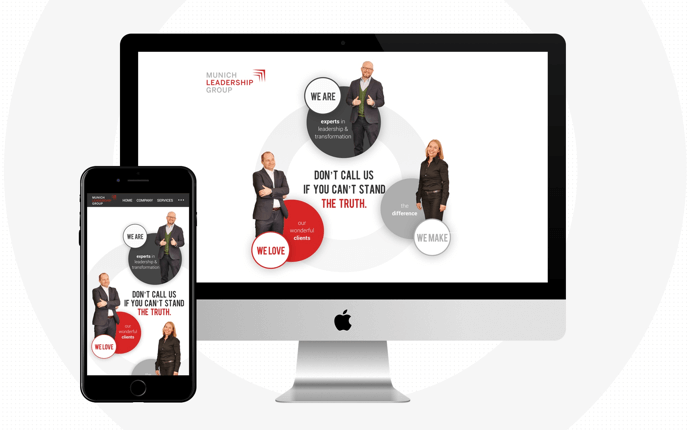 MUNICH
LEADERSHIP
GROUP
WE ARE
experts in
leadership &
transformation
DON'T CALL US
IF YOU CAN'T STAND
THE TRUTH.
our
wonderful
clients
WE LOVE
the
difference
WE MAKE
MUNICH
LEADERSHIP
GROUP
HOME COMPANY SERVICES
WE ARE
experts in
leadership &
transformation
DON'T CALL US
IF YOU CAN'T STAND
THE TRUTH.
our
wonderful
clients
WE LOVE
the